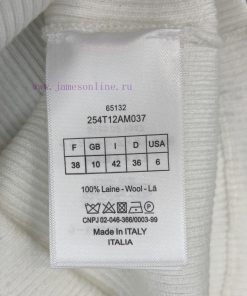 www.jamesonline.ru
65132
254T12AM037
F GB I D USA
38 10 42 36 6
100% Laine - Wool - Lã
CNPJ 02-046-366/0003-99
Made In ITALY
ITALIA